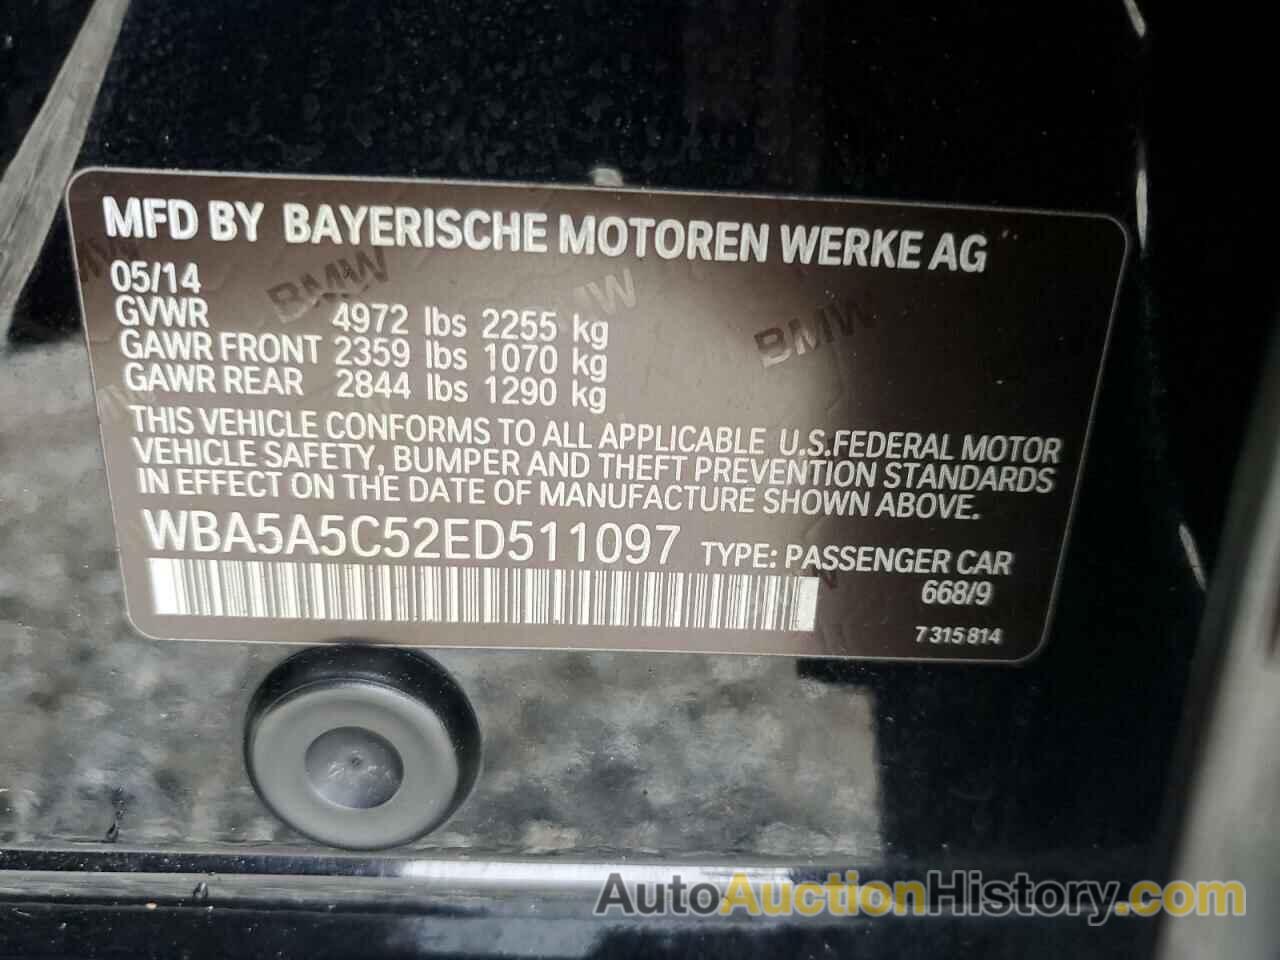 MFD BY BAYERISCHE MOTOREN WERKE AG
05/14
GVWR 4972 lbs 2255 kg
GAWR FRONT 2359 lbs 1070 kg
GAWR REAR 2844 lbs 1290 kg
THIS VEHICLE CONFORMS TO ALL APPLICABLE U.S.FEDERAL MOTOR
VEHICLE SAFETY, BUMPER AND THEFT PREVENTION STANDARDS
IN EFFECT ON THE DATE OF MANUFACTURE SHOWN ABOVE.
WBA5A5C52ED511097 TYPE: PASSENGER CAR
668/9
7 315 814
BMW
BMW
AutoAuctionHistory.com